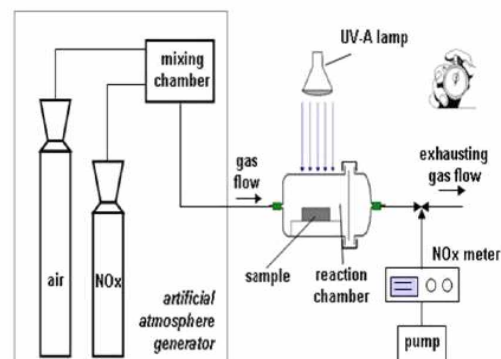 UV-A lamp
mixing
chamber
gas
flow
exhausting
gas flow
air
NOx
sample
reaction
chamber
NOx meter
artificial
atmosphere
generator
pump